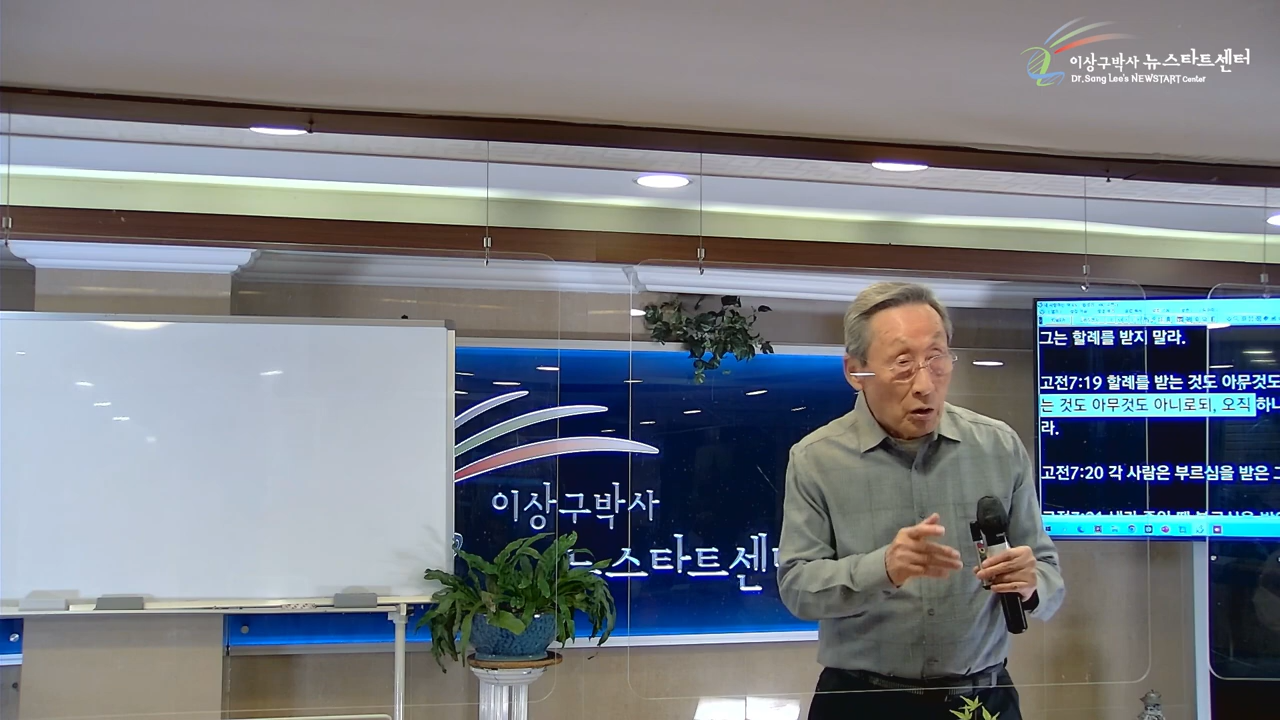 이상구박사 뉴스타트센터
Dr. Sang Lee's NEWSTART Center
그는 할례를 받지 말라.
고전7:19 할례를 받는 것도 아무것도
는 것도 아무것도 아니로되, 오직 하나
라.
고전7:20 각 사람은 부르심을 받은 그
이상구박사
뉴스타트센